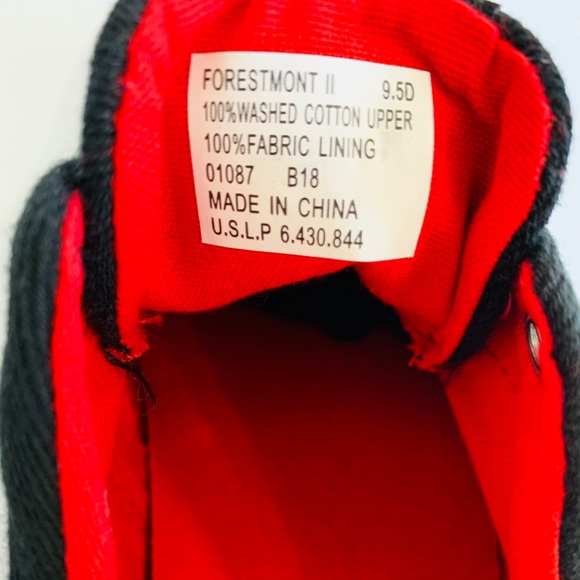 FORESTMONT II 9.5D
100%WASHED COTTON UPPER
100%FABRIC LINING
01087 B18
MADE IN CHINA
U.S.L.P 6.430.844